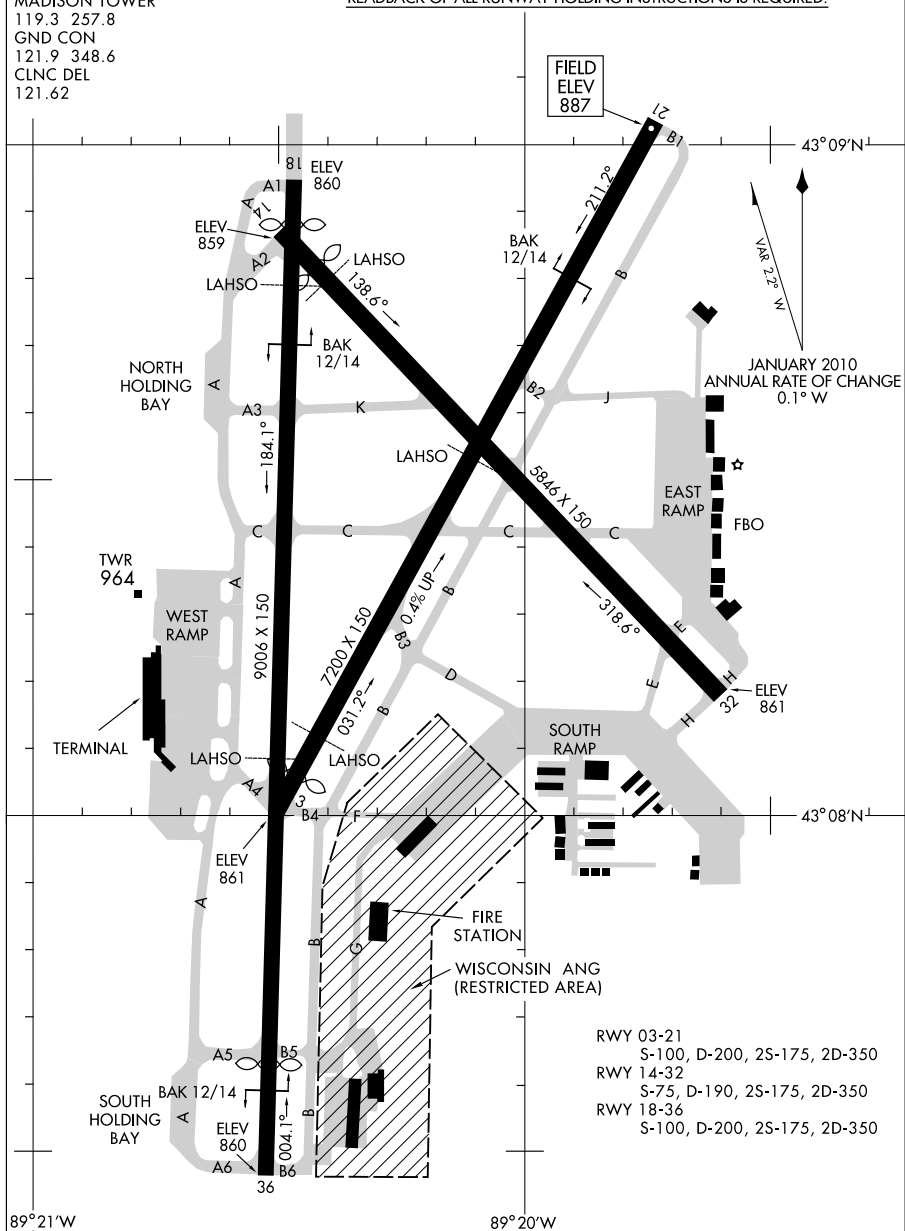 MADISON TOWER
119.3 257.8
GND CON
121.9 348.6
CLNC DEL
121.62
READBACK OF ALL RUNWAY HOLDING INSTRUCTIONS IS REQUIRED.
FIELD
ELEV
887
21
B1
43°09'N
18
ELEV
860
A1
A
14
ELEV
859
A2
LAHSO
LAHSO
138.6°
211.2°
BAK
12/14
B
VAR 2.2° W
JANUARY 2010
ANNUAL RATE OF CHANGE
0.1° W
BAK
12/14
NORTH
HOLDING
BAY
A
A3
K
B2
J
184.1°
LAHSO
5846 X 150
EAST
RAMP
FBO
C
C
C
C
TWR
964
A
WEST
RAMP
9006 X 150
7200 X 150
0.4% UP
B
B3
318.6°
E
D
031.2°
B
E
H
H
32
ELEV
861
TERMINAL
SOUTH
RAMP
LAHSO
LAHSO
A4
3
B4
F
43°08'N
ELEV
861
A
B
G
FIRE
STATION
WISCONSIN ANG
(RESTRICTED AREA)
RWY 03-21
S-100, D-200, 2S-175, 2D-350
RWY 14-32
S-75, D-190, 2S-175, 2D-350
RWY 18-36
S-100, D-200, 2S-175, 2D-350
A5
B5
BAK 12/14
SOUTH
HOLDING
BAY
A
ELEV
860
004.1°
B
A6
B6
36
89°21'W
89°20'W